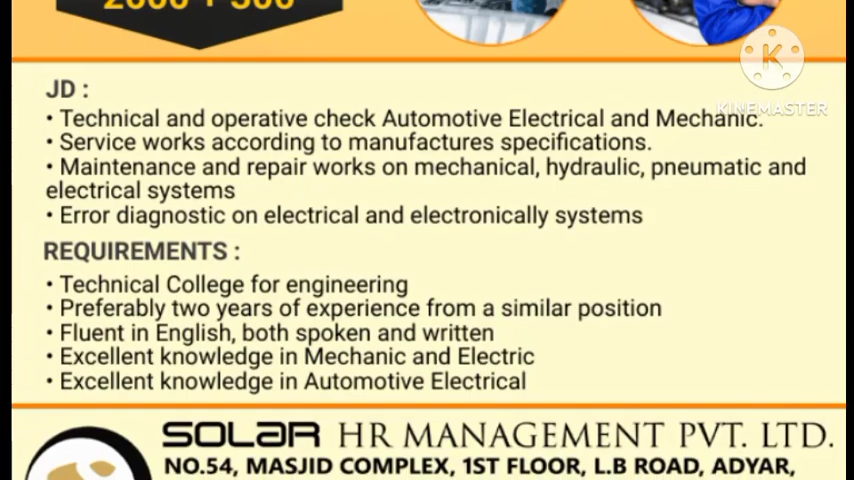 2000 + 500
JD :
• Technical and operative check Automotive Electrical and Mechanic.
• Service works according to manufactures specifications.
• Maintenance and repair works on mechanical, hydraulic, pneumatic and
electrical systems
• Error diagnostic on electrical and electronically systems
REQUIREMENTS :
• Technical College for engineering
• Preferably two years of experience from a similar position
• Fluent in English, both spoken and written
• Excellent knowledge in Mechanic and Electric
• Excellent knowledge in Automotive Electrical
SOLAR HR MANAGEMENT PVT. LTD.
NO.54, MASJID COMPLEX, 1ST FLOOR, L.B ROAD, ADYAR,
K
KINEMASTER